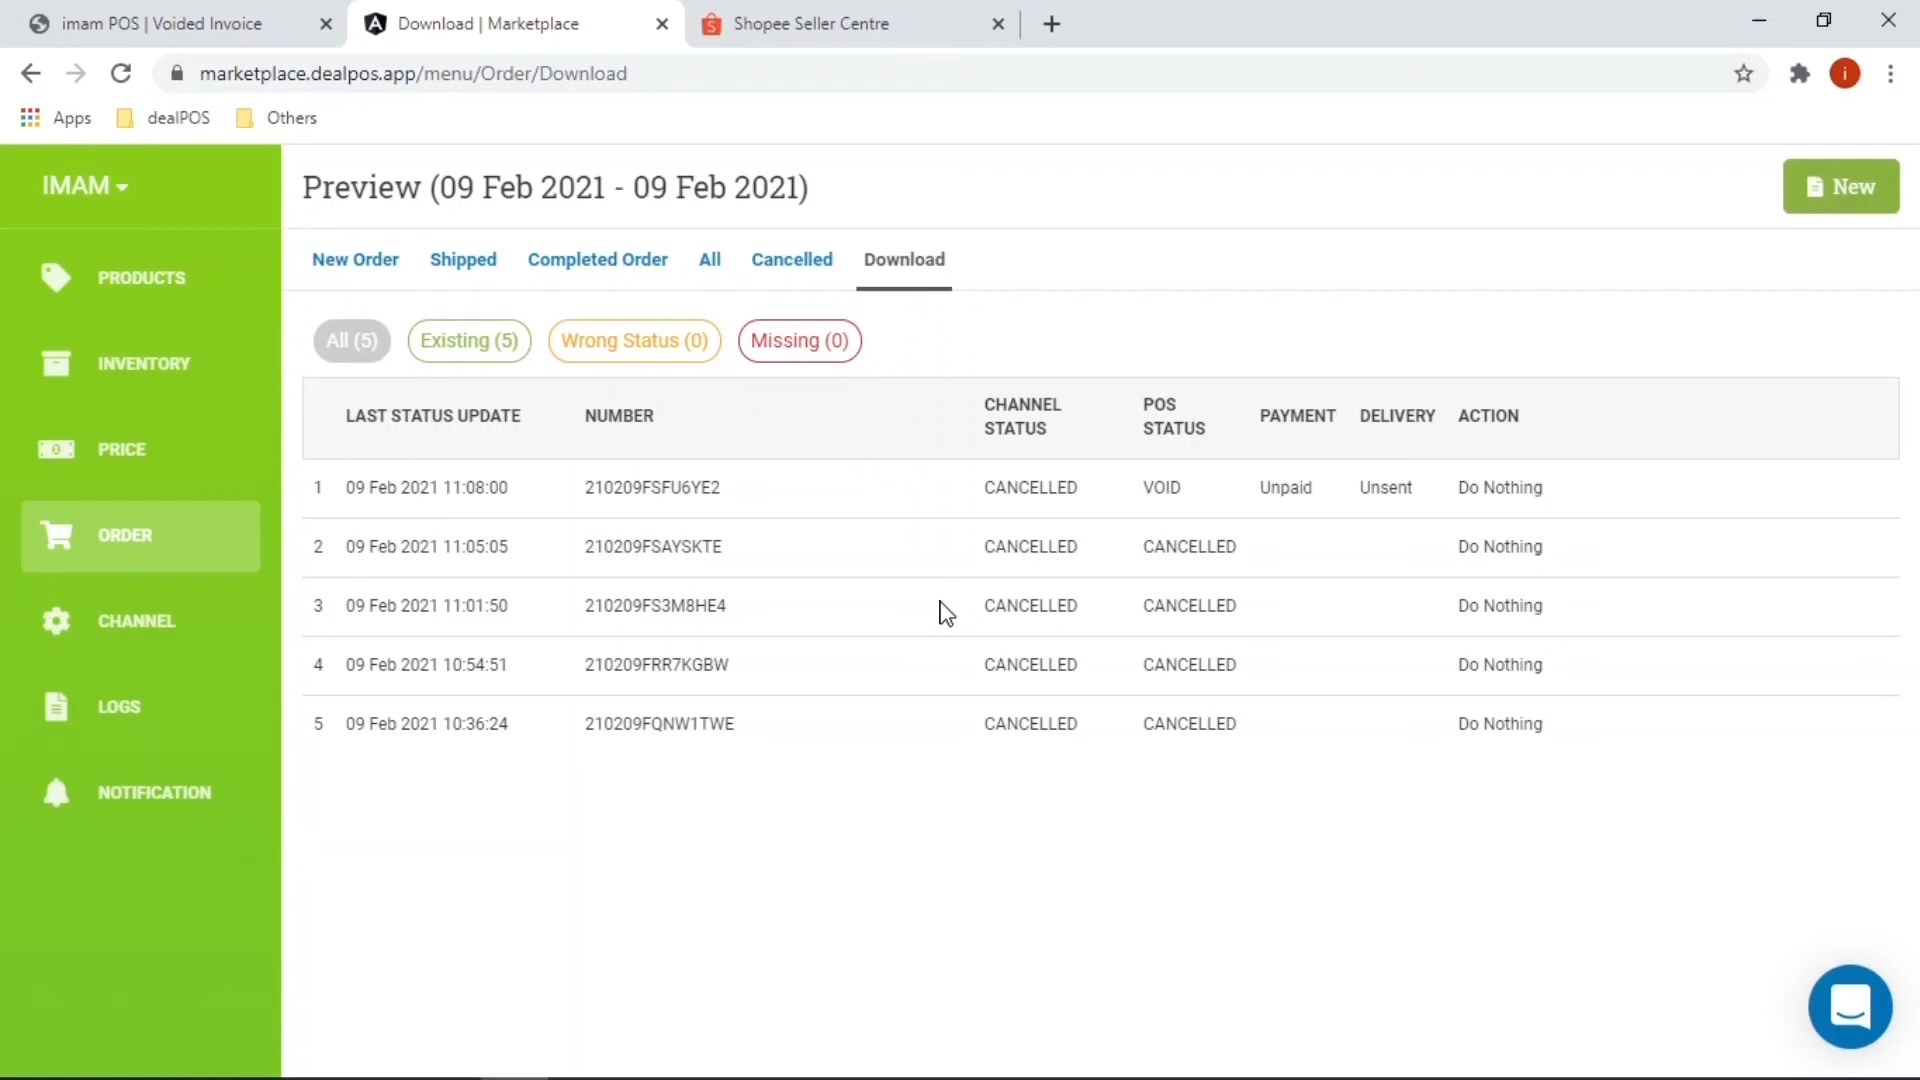 imam POS | Voided Invoice
Download | Marketplace
Shopee Seller Centre
marketplace.dealpos.app/menu/Order/Download
i
Apps
dealPOS
Others
IMAM
Preview (09 Feb 2021 - 09 Feb 2021)
New
PRODUCTS
INVENTORY
PRICE
ORDER
CHANNEL
LOGS
NOTIFICATION
New Order Shipped Completed Order All Cancelled Download
All (5) Existing (5) Wrong Status (0) Missing (0)
LAST STATUS UPDATE NUMBER CHANNEL STATUS POS STATUS PAYMENT DELIVERY ACTION
1 09 Feb 2021 11:08:00 210209FSFU6YE2 CANCELLED VOID Unpaid Unsent Do Nothing
2 09 Feb 2021 11:05:05 210209FSAYSKTE CANCELLED CANCELLED Do Nothing
3 09 Feb 2021 11:01:50 210209FS3M8HE4 CANCELLED CANCELLED Do Nothing
4 09 Feb 2021 10:54:51 210209FRR7KGBW CANCELLED CANCELLED Do Nothing
5 09 Feb 2021 10:36:24 210209FQNW1TWE CANCELLED CANCELLED Do Nothing